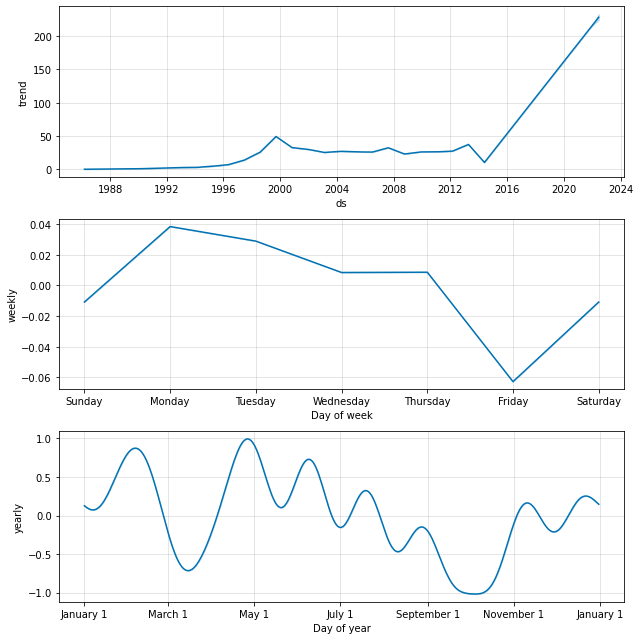 trend
200
150
100
50
0
1988 1992 1996 2000 2004 2008 2012 2016 2020 2024
ds
weekly
0.04
0.02
0.00
−0.02
−0.04
−0.06
Sunday Monday Tuesday Wednesday Thursday Friday Saturday
Day of week
yearly
1.0
0.5
0.0
−0.5
−1.0
January 1 March 1 May 1 July 1 September 1 November 1 January 1
Day of year